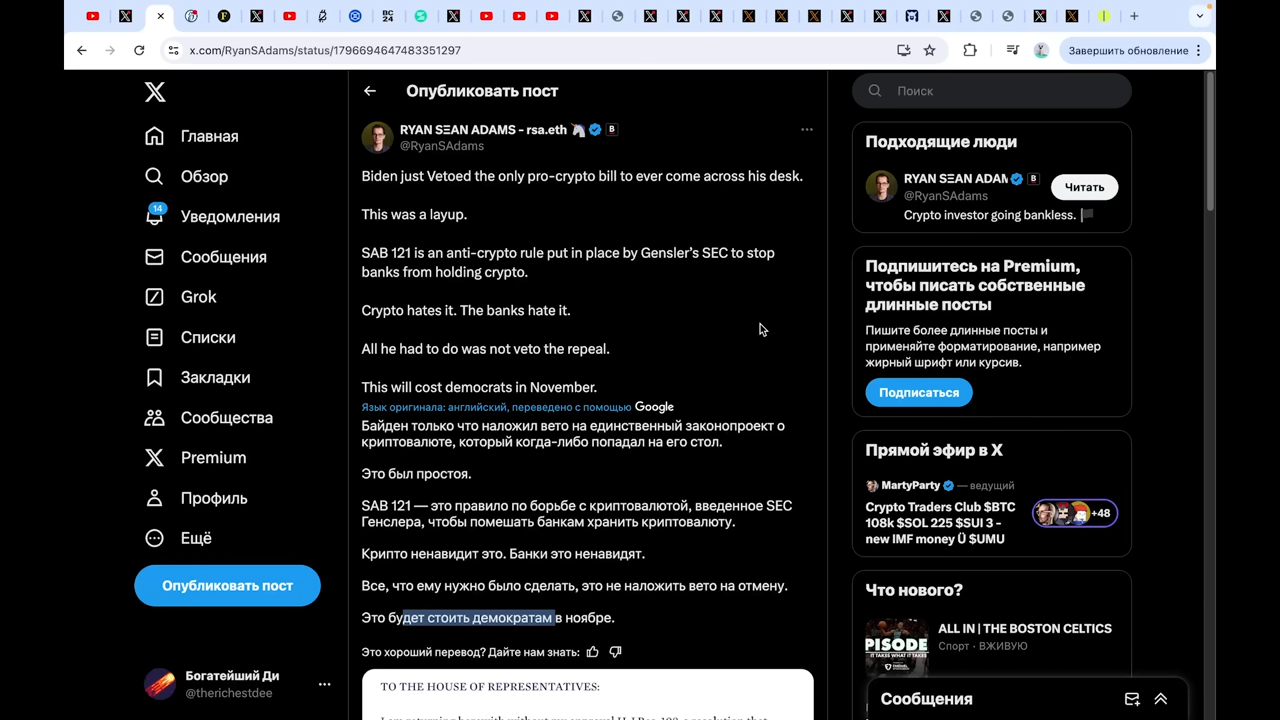 BC
24
x.com/RyanSAdams/status/1796694647483351297
Завершить обновление
Главная
Обзор
14
Уведомления
Сообщения
Grok
Списки
Закладки
Сообщества
Premium
Профиль
Ещё
Опубликовать пост
Богатейший Ди
@therichestdee
Опубликовать пост
RYAN SΞAN ADAMS - rsa.eth 🦄 B
@RyanSAdams
Biden just Vetoed the only pro-crypto bill to ever come across his desk.
This was a layup.
SAB 121 is an anti-crypto rule put in place by Gensler’s SEC to stop
banks from holding crypto.
Crypto hates it. The banks hate it.
All he had to do was not veto the repeal.
This will cost democrats in November.
Язык оригинала: английский, переведено с помощью Google
Байден только что наложил вето на единственный законопроект о
криптовалюте, который когда-либо попадал на его стол.
Это был простоя.
SAB 121 — это правило по борьбе с криптовалютой, введенное SEC
Генслера, чтобы помешать банкам хранить криптовалюту.
Крипто ненавидит это. Банки это ненавидят.
Все, что ему нужно было сделать, это не наложить вето на отмену.
Это будет стоить демократам в ноябре.
Это хороший перевод? Дайте нам знать:
TO THE HOUSE OF REPRESENTATIVES:
Поиск
Подходящие люди
RYAN SΞAN ADAM B
@RyanSAdams
Читать
Crypto investor going bankless. 🏴
Подпишитесь на Premium,
чтобы писать собственные
длинные посты
Пишите более длинные посты и
применяйте форматирование, например
жирный шрифт или курсив.
Подписаться
Прямой эфир в X
MartyParty — ведущий
Crypto Traders Club $BTC
108k $SOL 225 $SUI 3 -
new IMF money Ü $UMU
+48
Что нового?
ALL IN | THE BOSTON CELTICS
Спорт · ВЖИВУЮ
PISODE
Сообщения